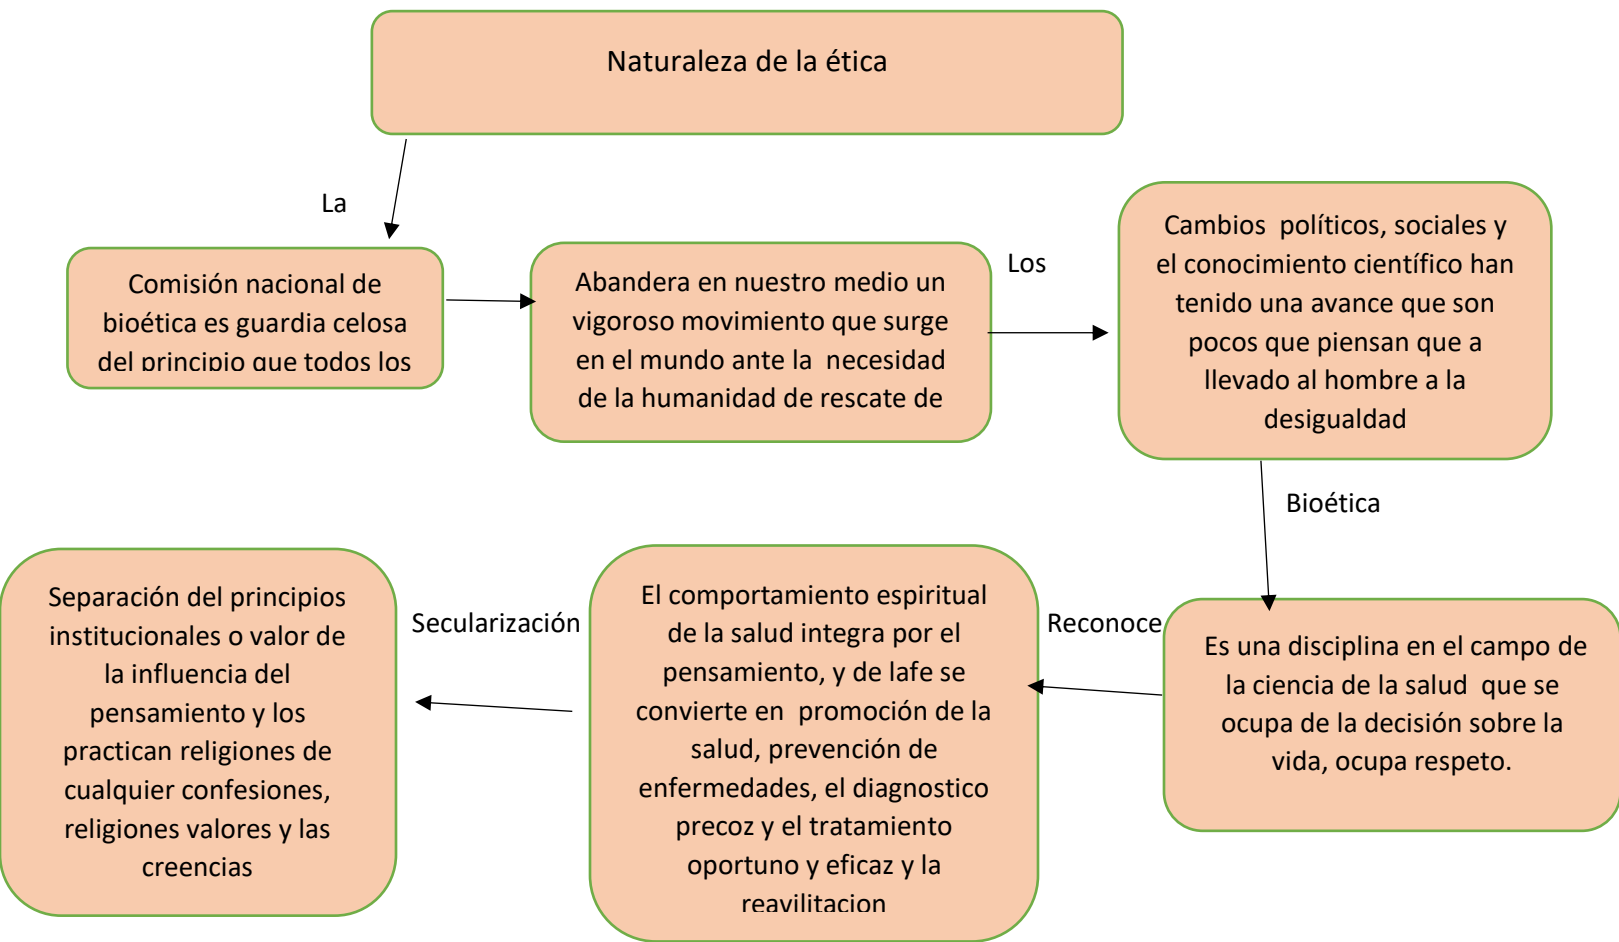 Naturaleza de la ética
La
Comisión nacional de
bioética es guardia celosa
del principio que todos los
Abandera en nuestro medio un
vigoroso movimiento que surge
en el mundo ante la  necesidad
de la humanidad de rescate de
Los
Cambios  políticos, sociales y
el conocimiento científico han
tenido una avance que son
pocos que piensan que a
llevado al hombre a la
desigualdad
Bioética
Es una disciplina en el campo de
la ciencia de la salud  que se
ocupa de la decisión sobre la
vida, ocupa respeto.
Reconoce
El comportamiento espiritual
de la salud integra por el
pensamiento, y de lafe se
convierte en  promoción de la
salud, prevención de
enfermedades, el diagnostico
precoz y el tratamiento
oportuno y eficaz y la
reavilitacion
Secularización
Separación del principios
institucionales o valor de
la influencia del
pensamiento y los
practican religiones de
cualquier confesiones,
religiones valores y las
creencias